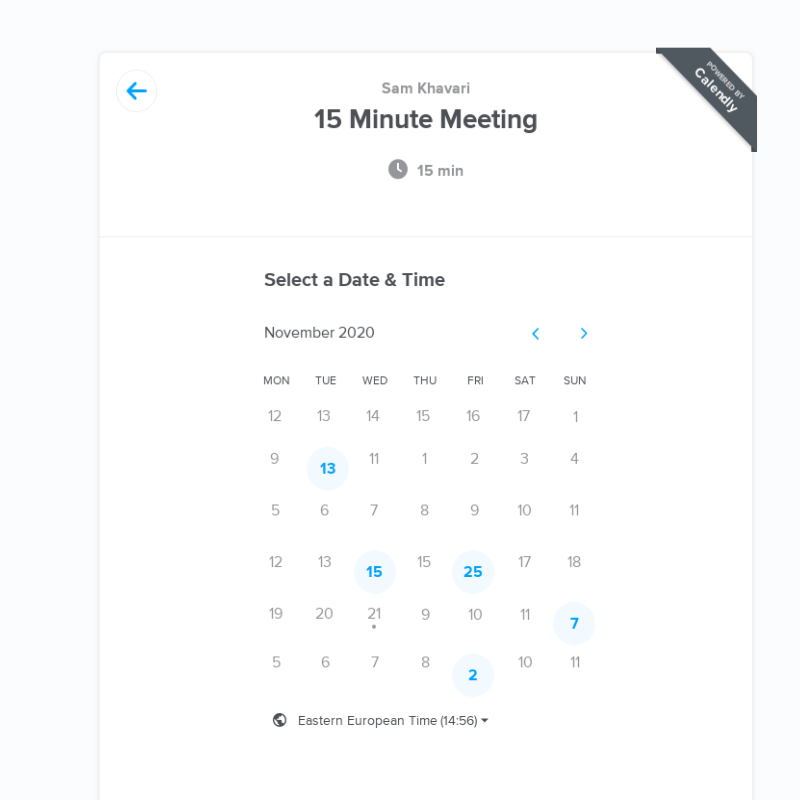 POWERED BY
Calendly
Sam Khavari
15 Minute Meeting
15 min
Select a Date & Time
November 2020
MON TUE WED THU FRI SAT SUN
12 13 14 15 16 17 1
9 13 11 1 2 3 4
5 6 7 8 9 10 11
12 13 15 15 25 17 18
19 20 21 9 10 11 7
5 6 7 8 2 10 11
Eastern European Time (14:56)